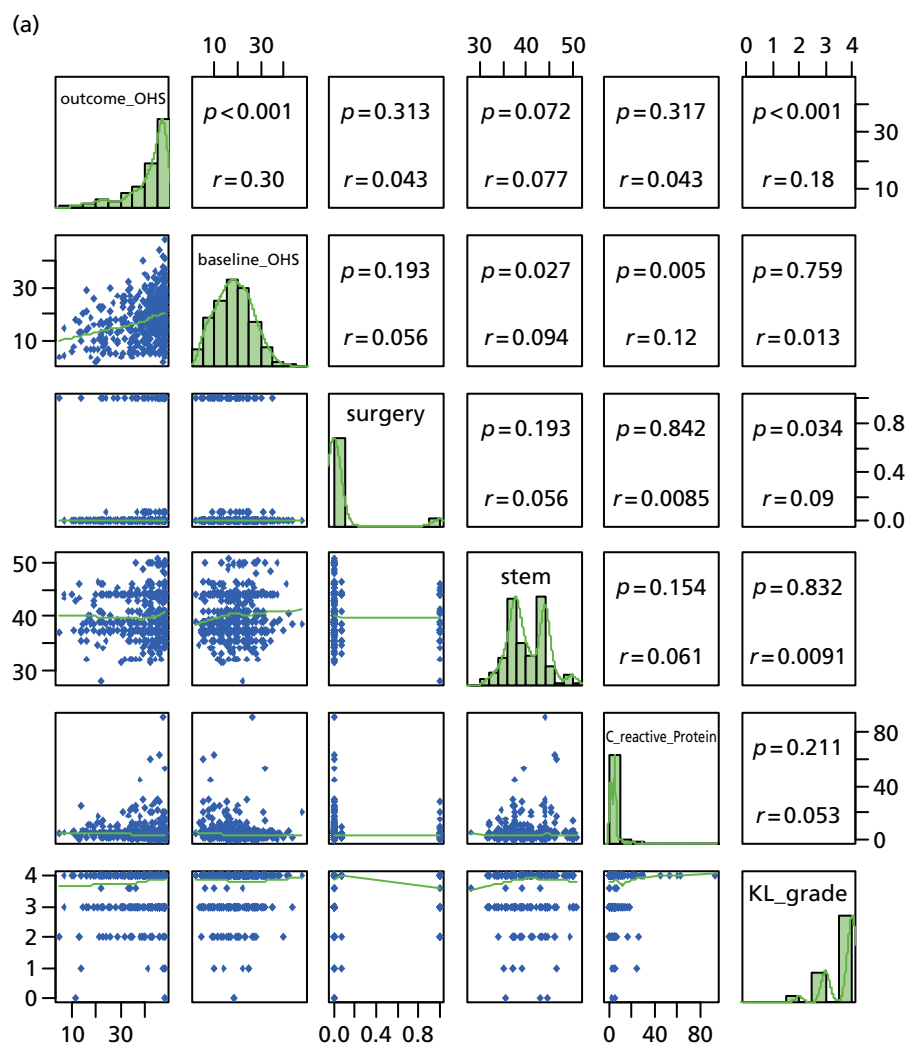 (a)
10 30
30 40 50
0 1 2 3 4
outcome_OHS
p<0.001
p=0.313
p=0.072
p=0.317
p<0.001
r=0.30
r=0.043
r=0.077
r=0.043
r=0.18
30
10
baseline_OHS
p=0.193
p=0.027
p=0.005
p=0.759
r=0.056
r=0.094
r=0.12
r=0.013
30
10
surgery
p=0.193
p=0.842
p=0.034
r=0.056
r=0.0085
r=0.09
0.8
0.4
0.0
50
40
30
stem
p=0.154
p=0.832
r=0.061
r=0.0091
C_reactive_Protein
p=0.211
r=0.053
80
40
0
4
3
2
1
0
KL_grade
10 30
0.0 0.4 0.8
0 40 80